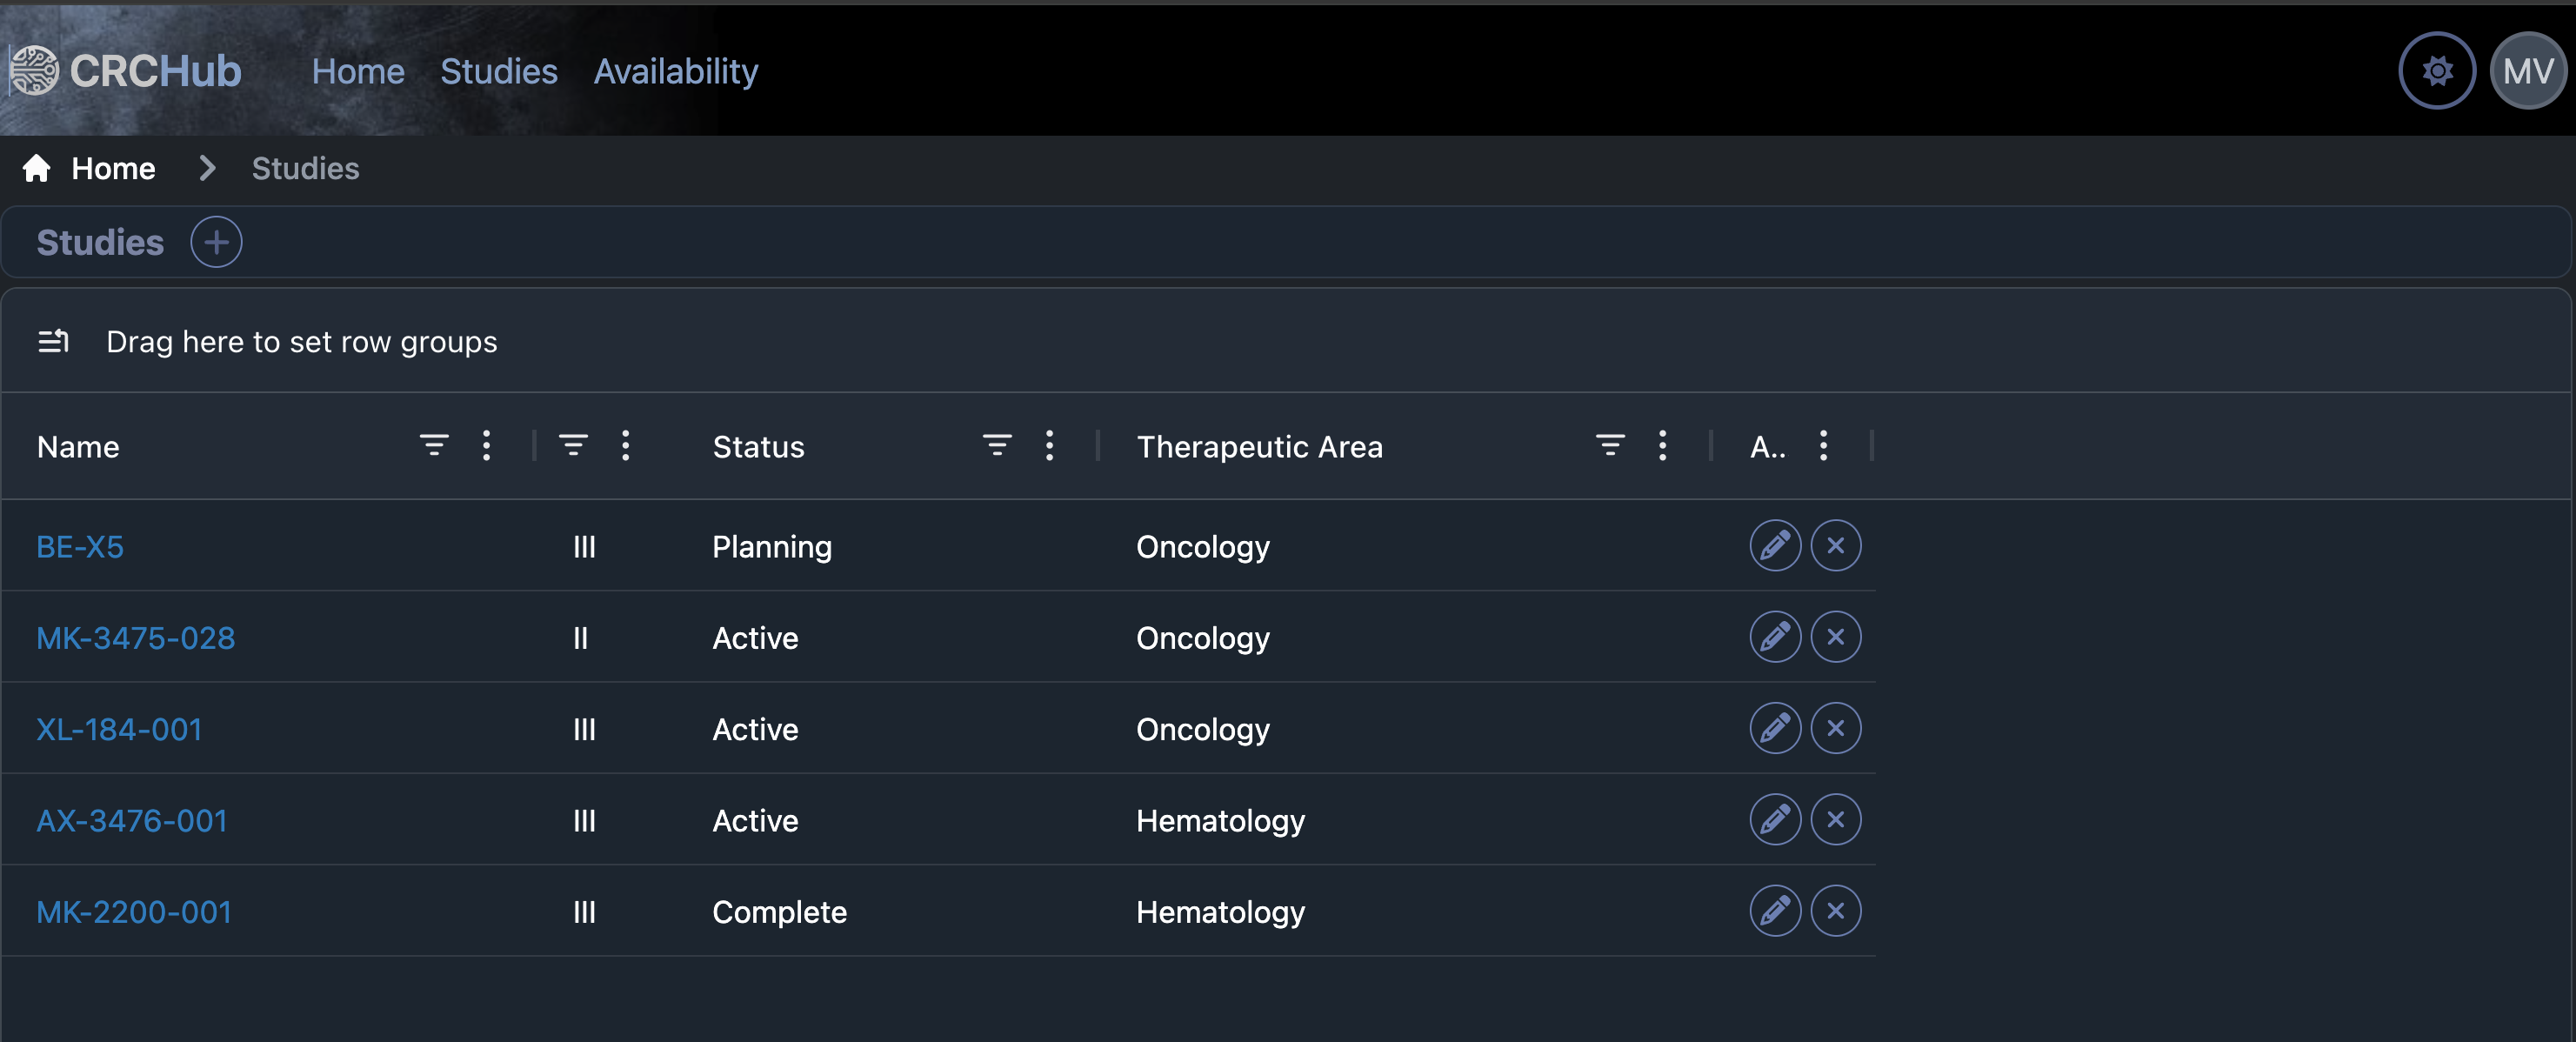 CRCHub Home Studies Availability MV
Home Studies
Studies
Drag here to set row groups
Name Status Therapeutic Area A..
BE-X5 III Planning Oncology
MK-3475-028 II Active Oncology
XL-184-001 III Active Oncology
AX-3476-001 III Active Hematology
MK-2200-001 III Complete Hematology